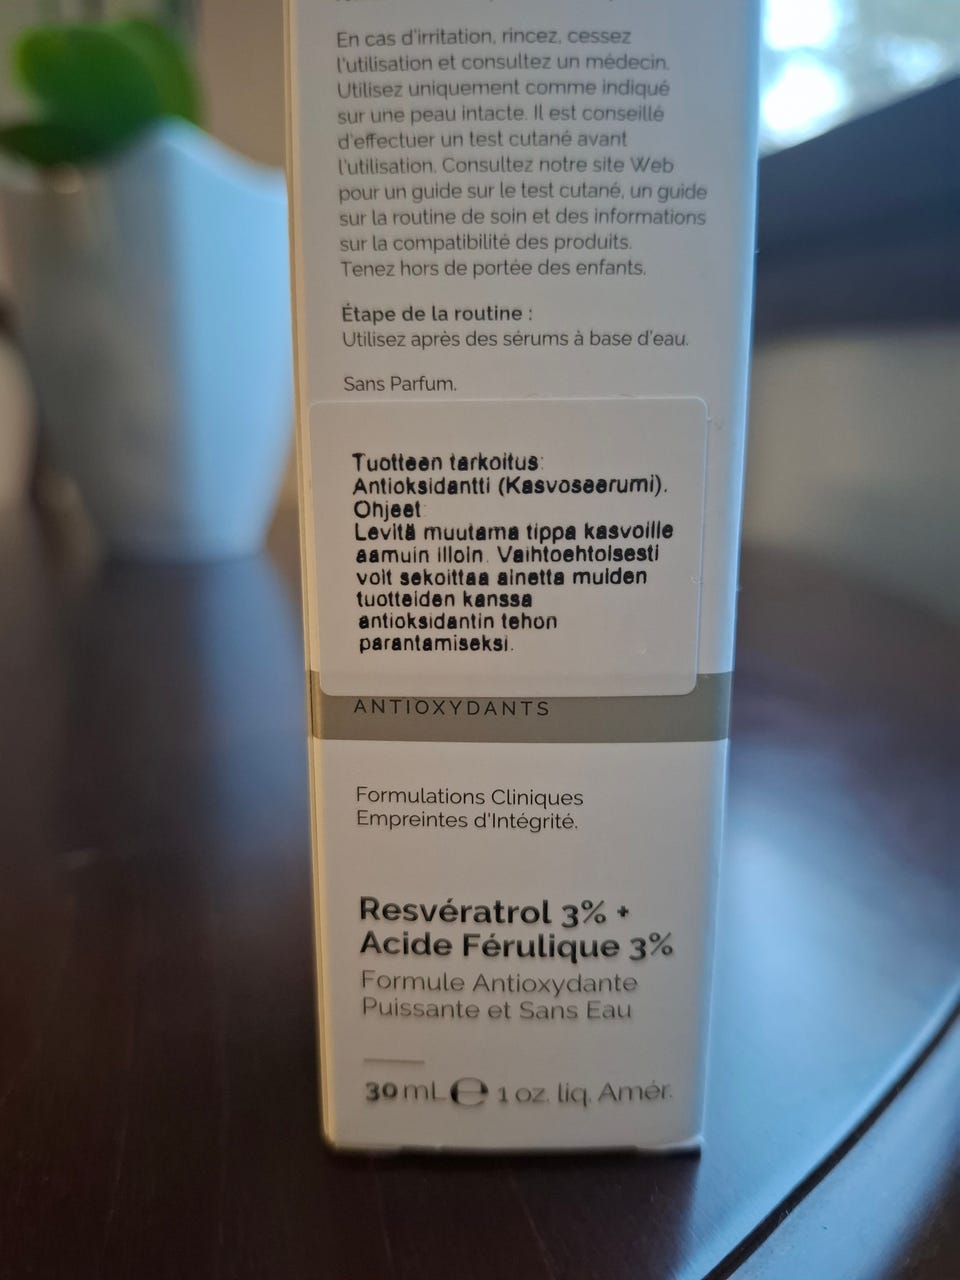 En cas d'irritation, rincez, cessez
l'utilisation et consultez un médecin.
Utilisez uniquement comme indiqué
sur une peau intacte. Il est conseillé
d'effectuer un test cutané avant
l'utilisation. Consultez notre site Web
pour un guide sur le test cutané, un guide
sur la routine de soin et des informations
sur la compatibilité des produits.
Tenez hors de portée des enfants.
Étape de la routine :
Utilisez après des sérums à base d'eau.
Sans Parfum.
Tuotteen tarkoitus:
Antioksidantti (Kasvoseerumi).
Ohjeet:
Levitä muutama tippa kasvoille
aamuin illoin. Vaihtoehtoisesti
voit sekoittaa ainetta muiden
tuotteiden kanssa
antioksidantin tehon
parantamiseksi.
ANTIOXYDANTS
Formulations Cliniques
Empreintes d'Intégrité.
Resvératrol 3% +
Acide Férulique 3%
Formule Antioxydante
Puissante et Sans Eau
30 mL ℮ 1 oz. liq. Amér.